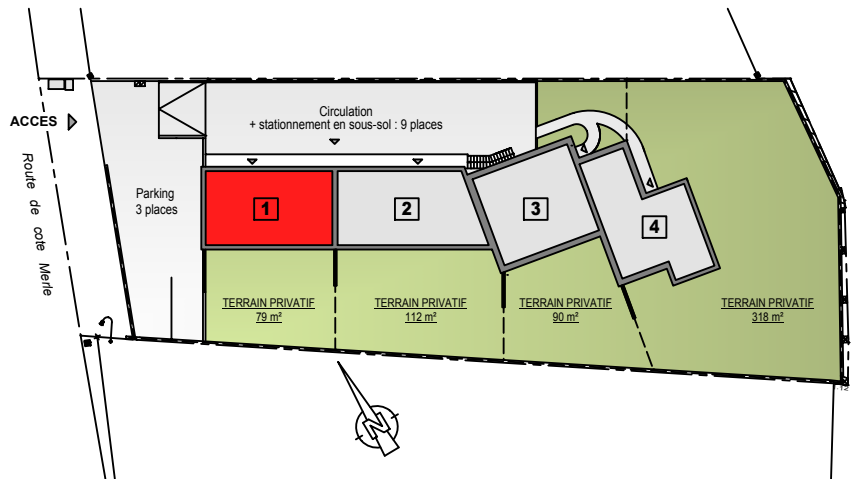 Circulation
+ stationnement en sous-sol : 9 places
ACCES
Route de cote Merle
Parking
3 places
1
2
3
4
TERRAIN PRIVATIF
79 m²
TERRAIN PRIVATIF
112 m²
TERRAIN PRIVATIF
90 m²
TERRAIN PRIVATIF
318 m²
N